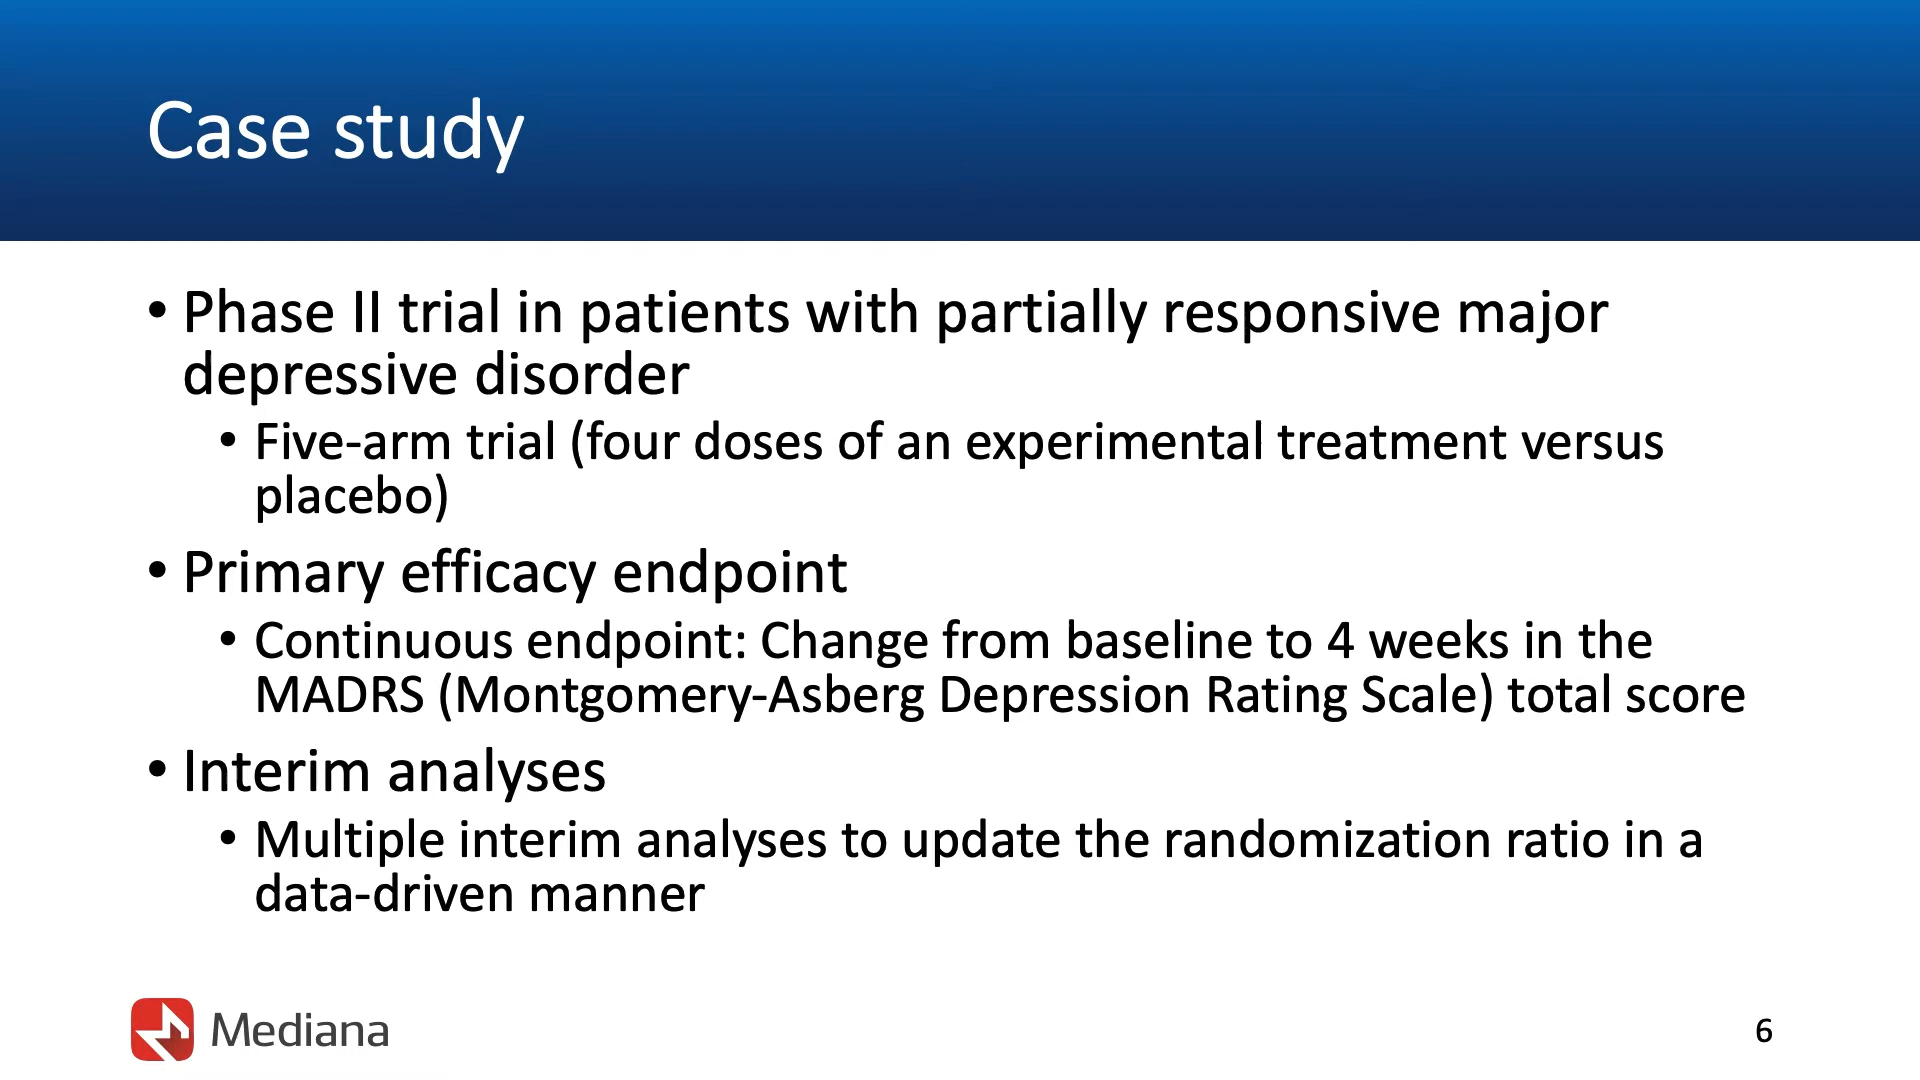 Case study
• Phase II trial in patients with partially responsive major
depressive disorder
• Five-arm trial (four doses of an experimental treatment versus
placebo)
• Primary efficacy endpoint
• Continuous endpoint: Change from baseline to 4 weeks in the
MADRS (Montgomery-Asberg Depression Rating Scale) total score
• Interim analyses
• Multiple interim analyses to update the randomization ratio in a
data-driven manner
Mediana
6